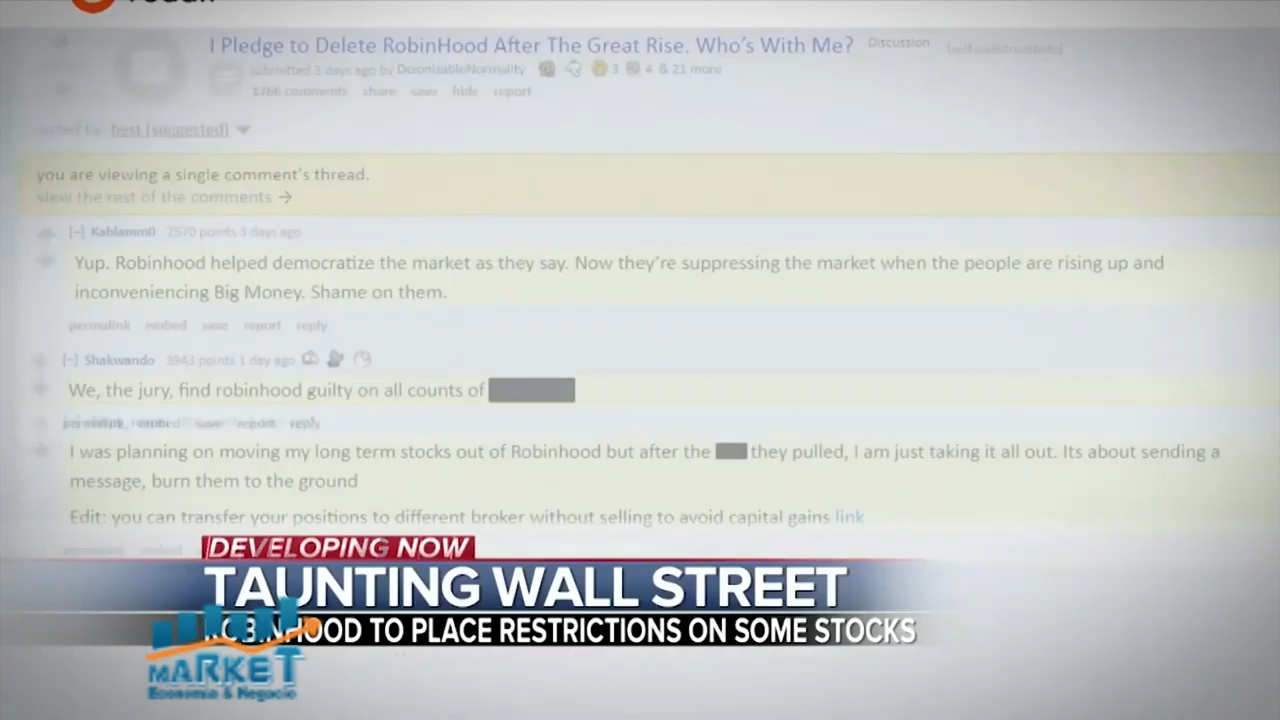 I Pledge to Delete RobinHood After The Great Rise. Who's With Me? Discussion
submitted 3 days ago by DeionizableNormality 3 4 & 21 more
1766 comments share save hide report
sorted by: best (suggested)
you are viewing a single comment's thread.
view the rest of the comments →
[–] Kablamm0 2570 points 3 days ago
Yup. Robinhood helped democratize the market as they say. Now they're suppressing the market when the people are rising up and
inconveniencing Big Money. Shame on them.
permalink embed save report reply
[–] Shakwando 3943 points 1 day ago
We, the jury, find robinhood guilty on all counts of
permalink embed save report reply
I was planning on moving my long term stocks out of Robinhood but after the they pulled, I am just taking it all out. Its about sending a
message, burn them to the ground
Edit: you can transfer your positions to different broker without selling to avoid capital gains link
DEVELOPING NOW
TAUNTING WALL STREET
ROBINHOOD TO PLACE RESTRICTIONS ON SOME STOCKS
MARKET
Economia & Negocio